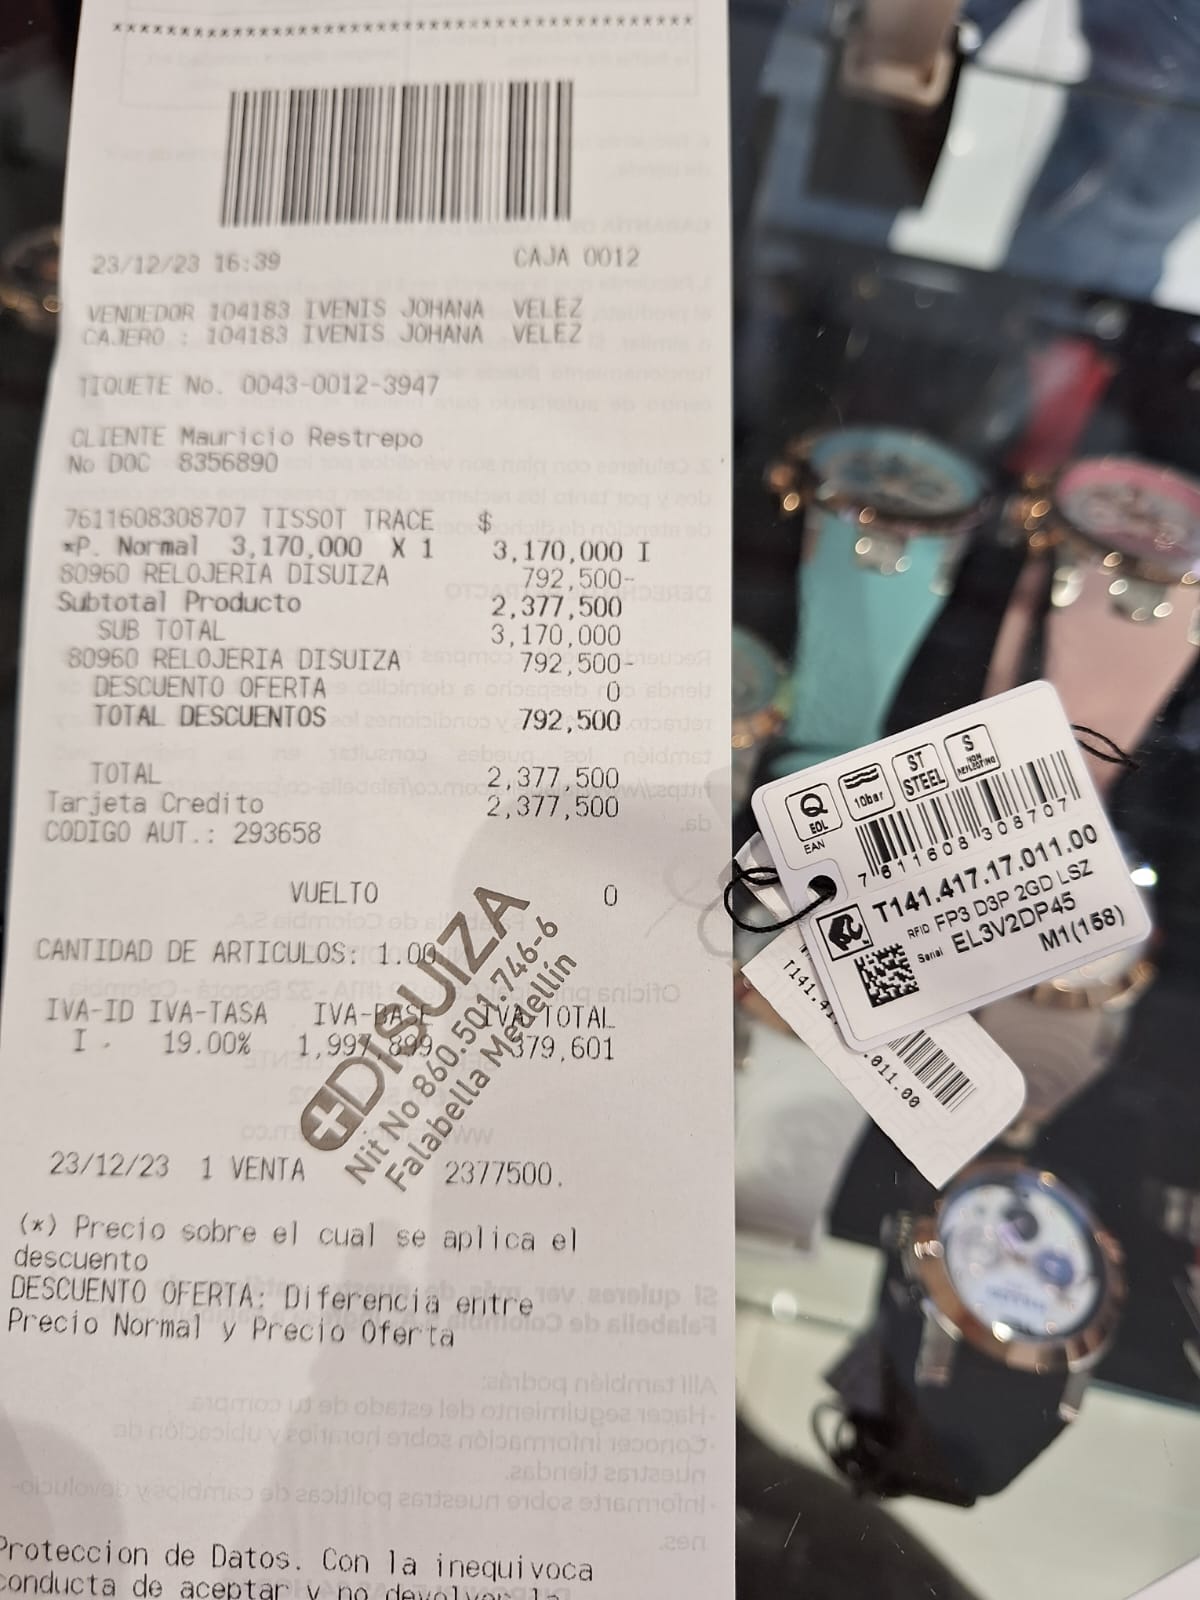 23/12/23 16:39 CAJA 0012
VENDEDOR 104183 IVENIS JOHANA VELEZ
CAJERO : 104183 IVENIS JOHANA VELEZ
TIQUETE No. 0043-0012-3947
CLIENTE Mauricio Restrepo
No DOC 8356890
7611608308707 TISSOT TRACE $
*P. Normal 3,170,000 X 1 3,170,000 I
80960 RELOJERIA DISUIZA 792,500-
Subtotal Producto 2,377,500
SUB TOTAL 3,170,000
80960 RELOJERIA DISUIZA 792,500-
DESCUENTO OFERTA 0
TOTAL DESCUENTOS 792,500
TOTAL 2,377,500
Tarjeta Credito 2,377,500
CODIGO AUT.: 293658
VUELTO 0
CANTIDAD DE ARTICULOS: 1.00
IVA-ID IVA-TASA IVA-BASE IVA-TOTAL
I 19.00% 1,997,899 379,601
DISUIZA
Nit No 860.501.746-6
Falabella Medellin
23/12/23 1 VENTA 2377500.
(*) Precio sobre el cual se aplica el
descuento
DESCUENTO OFERTA: Diferencia entre
Precio Normal y Precio Oferta
Proteccion de Datos. Con la inequivoca
conducta de aceptar y no devolver la
Q EOL
10bar
ST STEEL
S NON REFLECTING
EAN
7611608308707
T141.417.17.011.00
RFID FP3 D3P 2GD LSZ
Serial EL3V2DP45
M1(158)
T141.41
.011.00